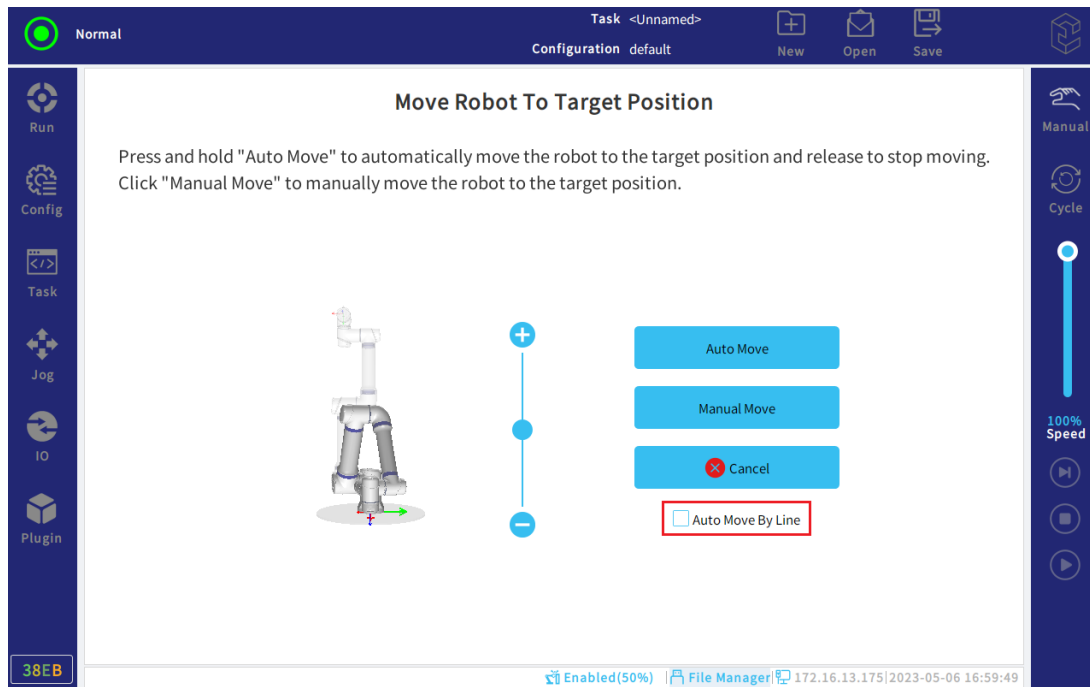 Normal
Task <Unnamed>
Configuration default
New
Open
Save
Run
Config
Task
Jog
IO
Plugin
38EB
Move Robot To Target Position
Press and hold "Auto Move" to automatically move the robot to the target position and release to stop moving.
Click "Manual Move" to manually move the robot to the target position.
Auto Move
Manual Move
Cancel
Auto Move By Line
Manual
Cycle
100%
Speed
Enabled(50%) | File Manager| 172.16.13.175|2023-05-06 16:59:49